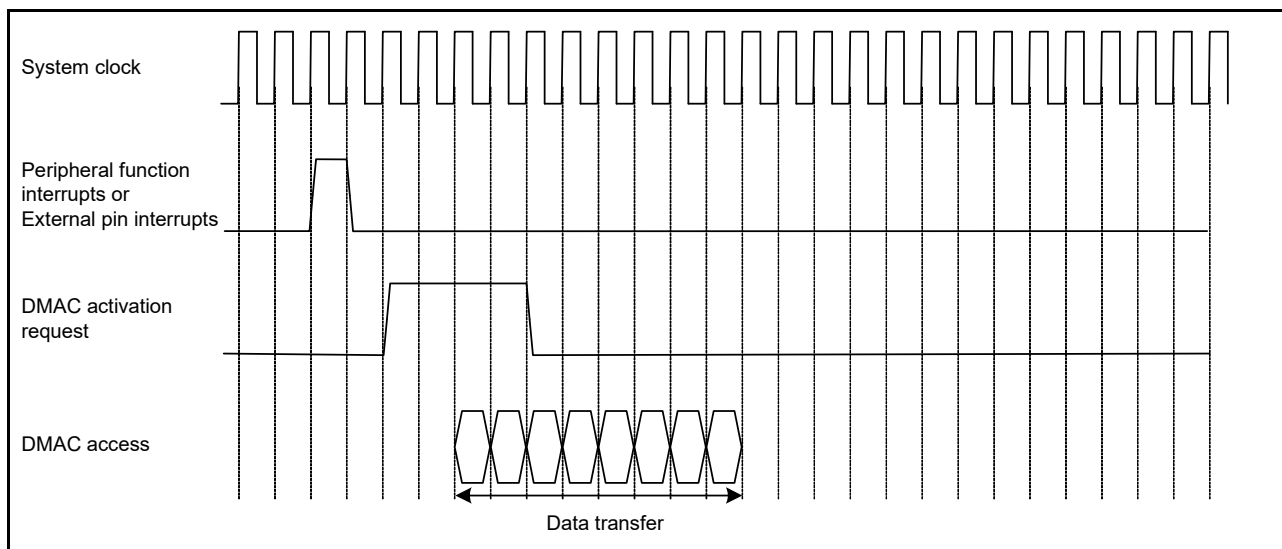 System clock
Peripheral function
interrupts or
External pin interrupts
DMAC activation
request
DMAC access
Data transfer